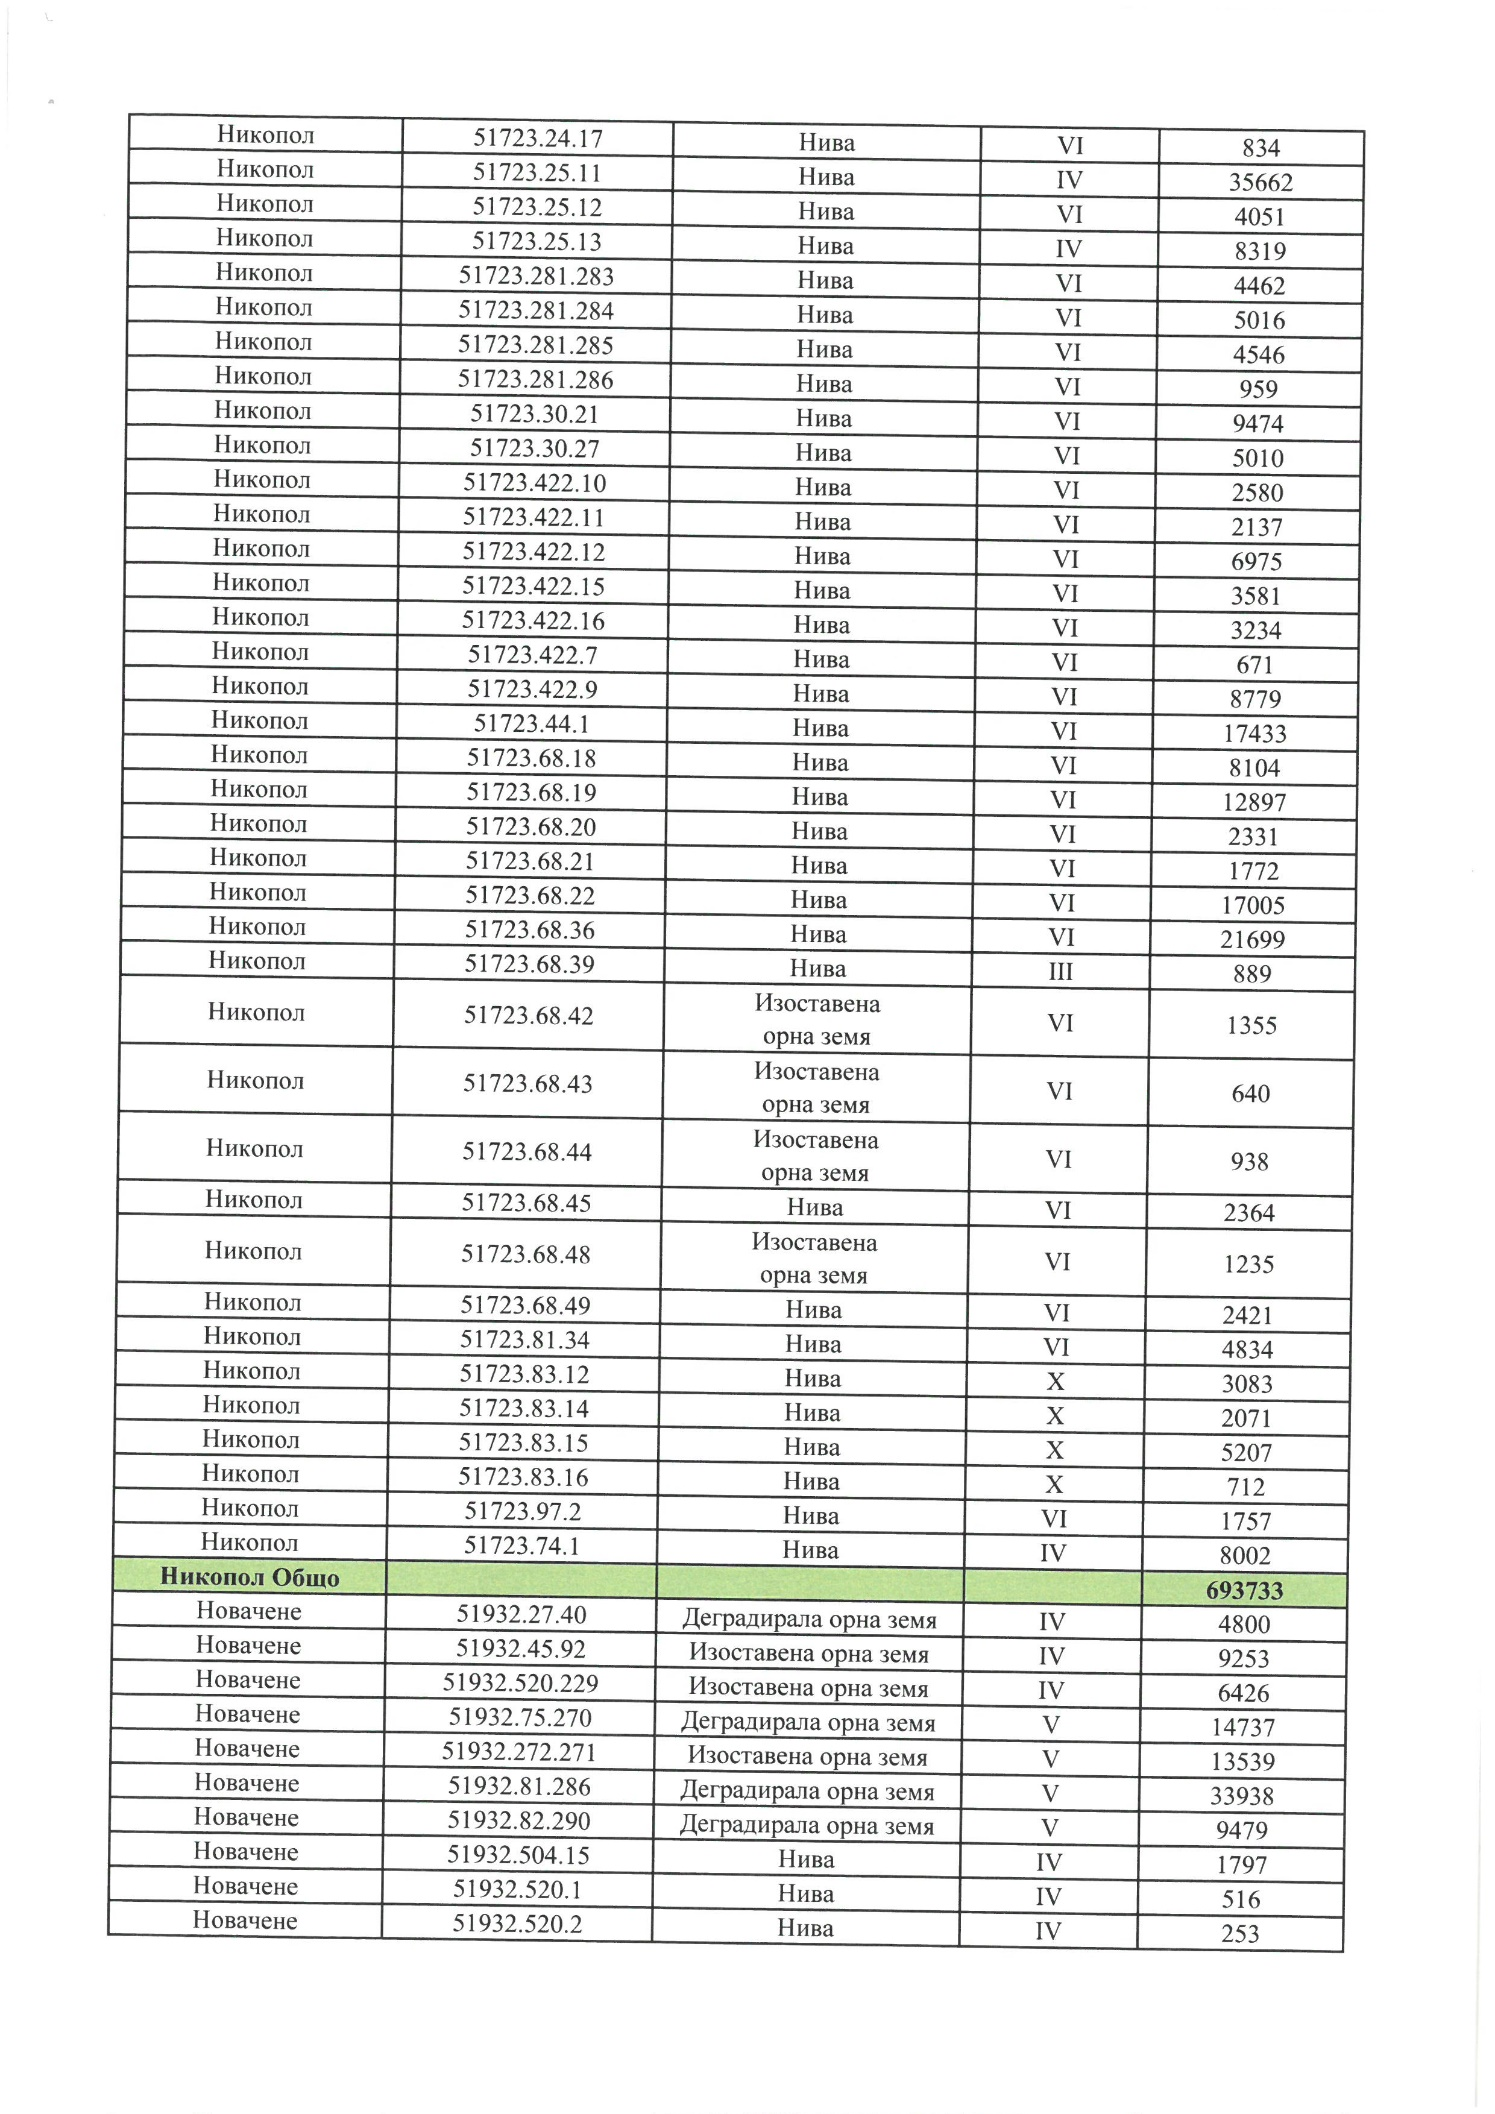 Никопол 51723.24.17 Нива VI 834
Никопол 51723.25.11 Нива IV 35662
Никопол 51723.25.12 Нива VI 4051
Никопол 51723.25.13 Нива IV 8319
Никопол 51723.281.283 Нива VI 4462
Никопол 51723.281.284 Нива VI 5016
Никопол 51723.281.285 Нива VI 4546
Никопол 51723.281.286 Нива VI 959
Никопол 51723.30.21 Нива VI 9474
Никопол 51723.30.27 Нива VI 5010
Никопол 51723.422.10 Нива VI 2580
Никопол 51723.422.11 Нива VI 2137
Никопол 51723.422.12 Нива VI 6975
Никопол 51723.422.15 Нива VI 3581
Никопол 51723.422.16 Нива VI 3234
Никопол 51723.422.7 Нива VI 671
Никопол 51723.422.9 Нива VI 8779
Никопол 51723.44.1 Нива VI 17433
Никопол 51723.68.18 Нива VI 8104
Никопол 51723.68.19 Нива VI 12897
Никопол 51723.68.20 Нива VI 2331
Никопол 51723.68.21 Нива VI 1772
Никопол 51723.68.22 Нива VI 17005
Никопол 51723.68.36 Нива VI 21699
Никопол 51723.68.39 Нива III 889
Никопол 51723.68.42 Изоставена
орна земя VI 1355
Никопол 51723.68.43 Изоставена
орна земя VI 640
Никопол 51723.68.44 Изоставена
орна земя VI 938
Никопол 51723.68.45 Нива VI 2364
Никопол 51723.68.48 Изоставена
орна земя VI 1235
Никопол 51723.68.49 Нива VI 2421
Никопол 51723.81.34 Нива VI 4834
Никопол 51723.83.12 Нива X 3083
Никопол 51723.83.14 Нива X 2071
Никопол 51723.83.15 Нива X 5207
Никопол 51723.83.16 Нива X 712
Никопол 51723.97.2 Нива VI 1757
Никопол 51723.74.1 Нива IV 8002
Никопол Общо 693733
Новачене 51932.27.40 Деградирала орна земя IV 4800
Новачене 51932.45.92 Изоставена орна земя IV 9253
Новачене 51932.520.229 Изоставена орна земя IV 6426
Новачене 51932.75.270 Деградирала орна земя V 14737
Новачене 51932.272.271 Изоставена орна земя V 13539
Новачене 51932.81.286 Деградирала орна земя V 33938
Новачене 51932.82.290 Деградирала орна земя V 9479
Новачене 51932.504.15 Нива IV 1797
Новачене 51932.520.1 Нива IV 516
Новачене 51932.520.2 Нива IV 253